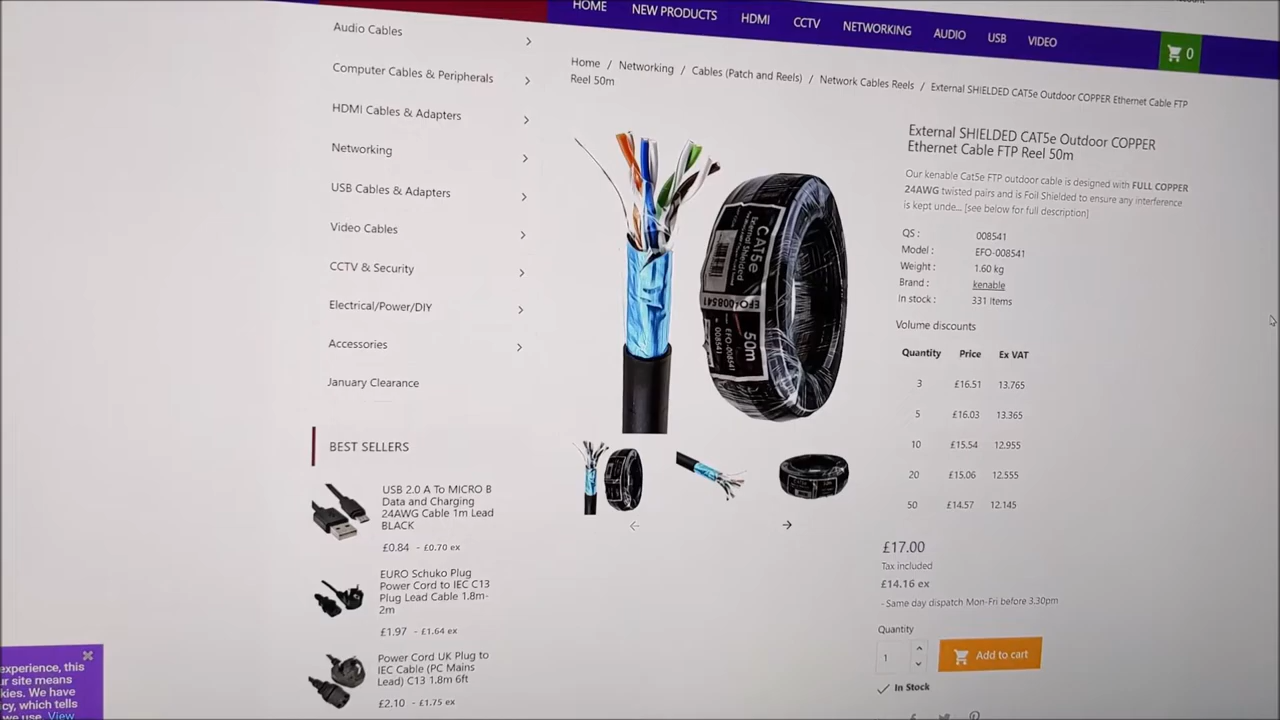 HOME
NEW PRODUCTS
HDMI
CCTV
NETWORKING
AUDIO
USB
VIDEO
0
Audio Cables
Computer Cables & Peripherals
HDMI Cables & Adapters
Networking
USB Cables & Adapters
Video Cables
CCTV & Security
Electrical/Power/DIY
Accessories
January Clearance
BEST SELLERS
USB 2.0 A To MICRO B
Data and Charging
24AWG Cable 1m Lead
BLACK
£0.84 - £0.70 ex
EURO Schuko Plug
Power Cord to IEC C13
Plug Lead Cable 1.8m-
2m
£1.97 - £1.64 ex
Power Cord UK Plug to
IEC Cable (PC Mains
Lead) C13 1.8m 6ft
£2.10 - £1.75 ex
Home / Networking / Cables (Patch and Reels) / Network Cables Reels / External SHIELDED CAT5e Outdoor COPPER Ethernet Cable FTP
Reel 50m
CAT5e
External Shielded
EFO-008541
50m
EFO-008541
008541
External SHIELDED CAT5e Outdoor COPPER
Ethernet Cable FTP Reel 50m
Our kenable Cat5e FTP outdoor cable is designed with FULL COPPER
24AWG twisted pairs and is Foil Shielded to ensure any interference
is kept unde... [see below for full description]
QS : 008541
Model : EFO-008541
Weight : 1.60 kg
Brand : kenable
In stock : 331 Items
Volume discounts
Quantity Price Ex VAT
3 £16.51 13.765
5 £16.03 13.365
10 £15.54 12.955
20 £15.06 12.555
50 £14.57 12.145
£17.00
Tax included
£14.16 ex
- Same day dispatch Mon-Fri before 3.30pm
Quantity
1
Add to cart
In Stock
experience, this
ur site means
kies. We have
cy, which tells
we use. View